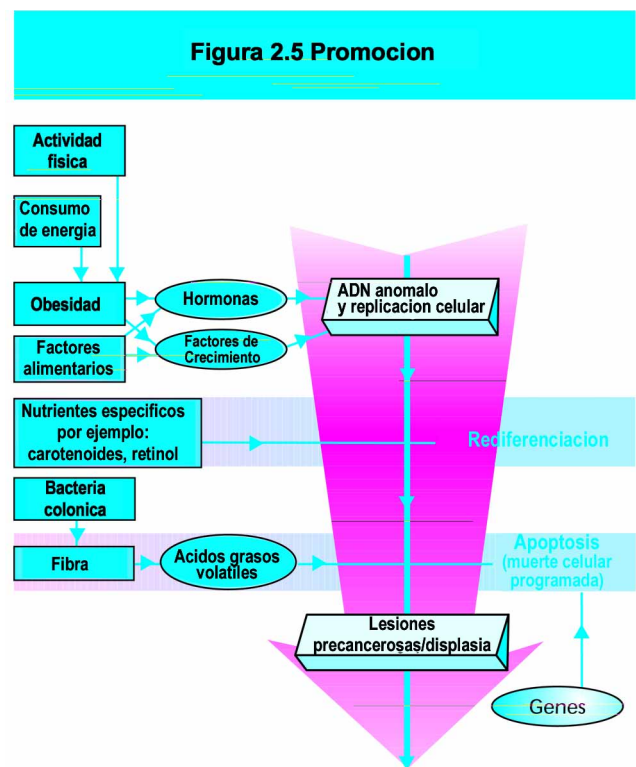 Figura 2.5 Promocion
Actividad
fisica
Consumo
de energia
Obesidad
Hormonas
ADN anomalo
y replicacion celular
Factores
alimentarios
Factores de
Crecimiento
Nutrientes especificos
por ejemplo:
carotenoides, retinol
Rediferenciacion
Bacteria
colonica
Fibra
Acidos grasos
volatiles
Apoptosis
(muerte celular
programada)
Lesiones
precancerosas/displasia
Genes